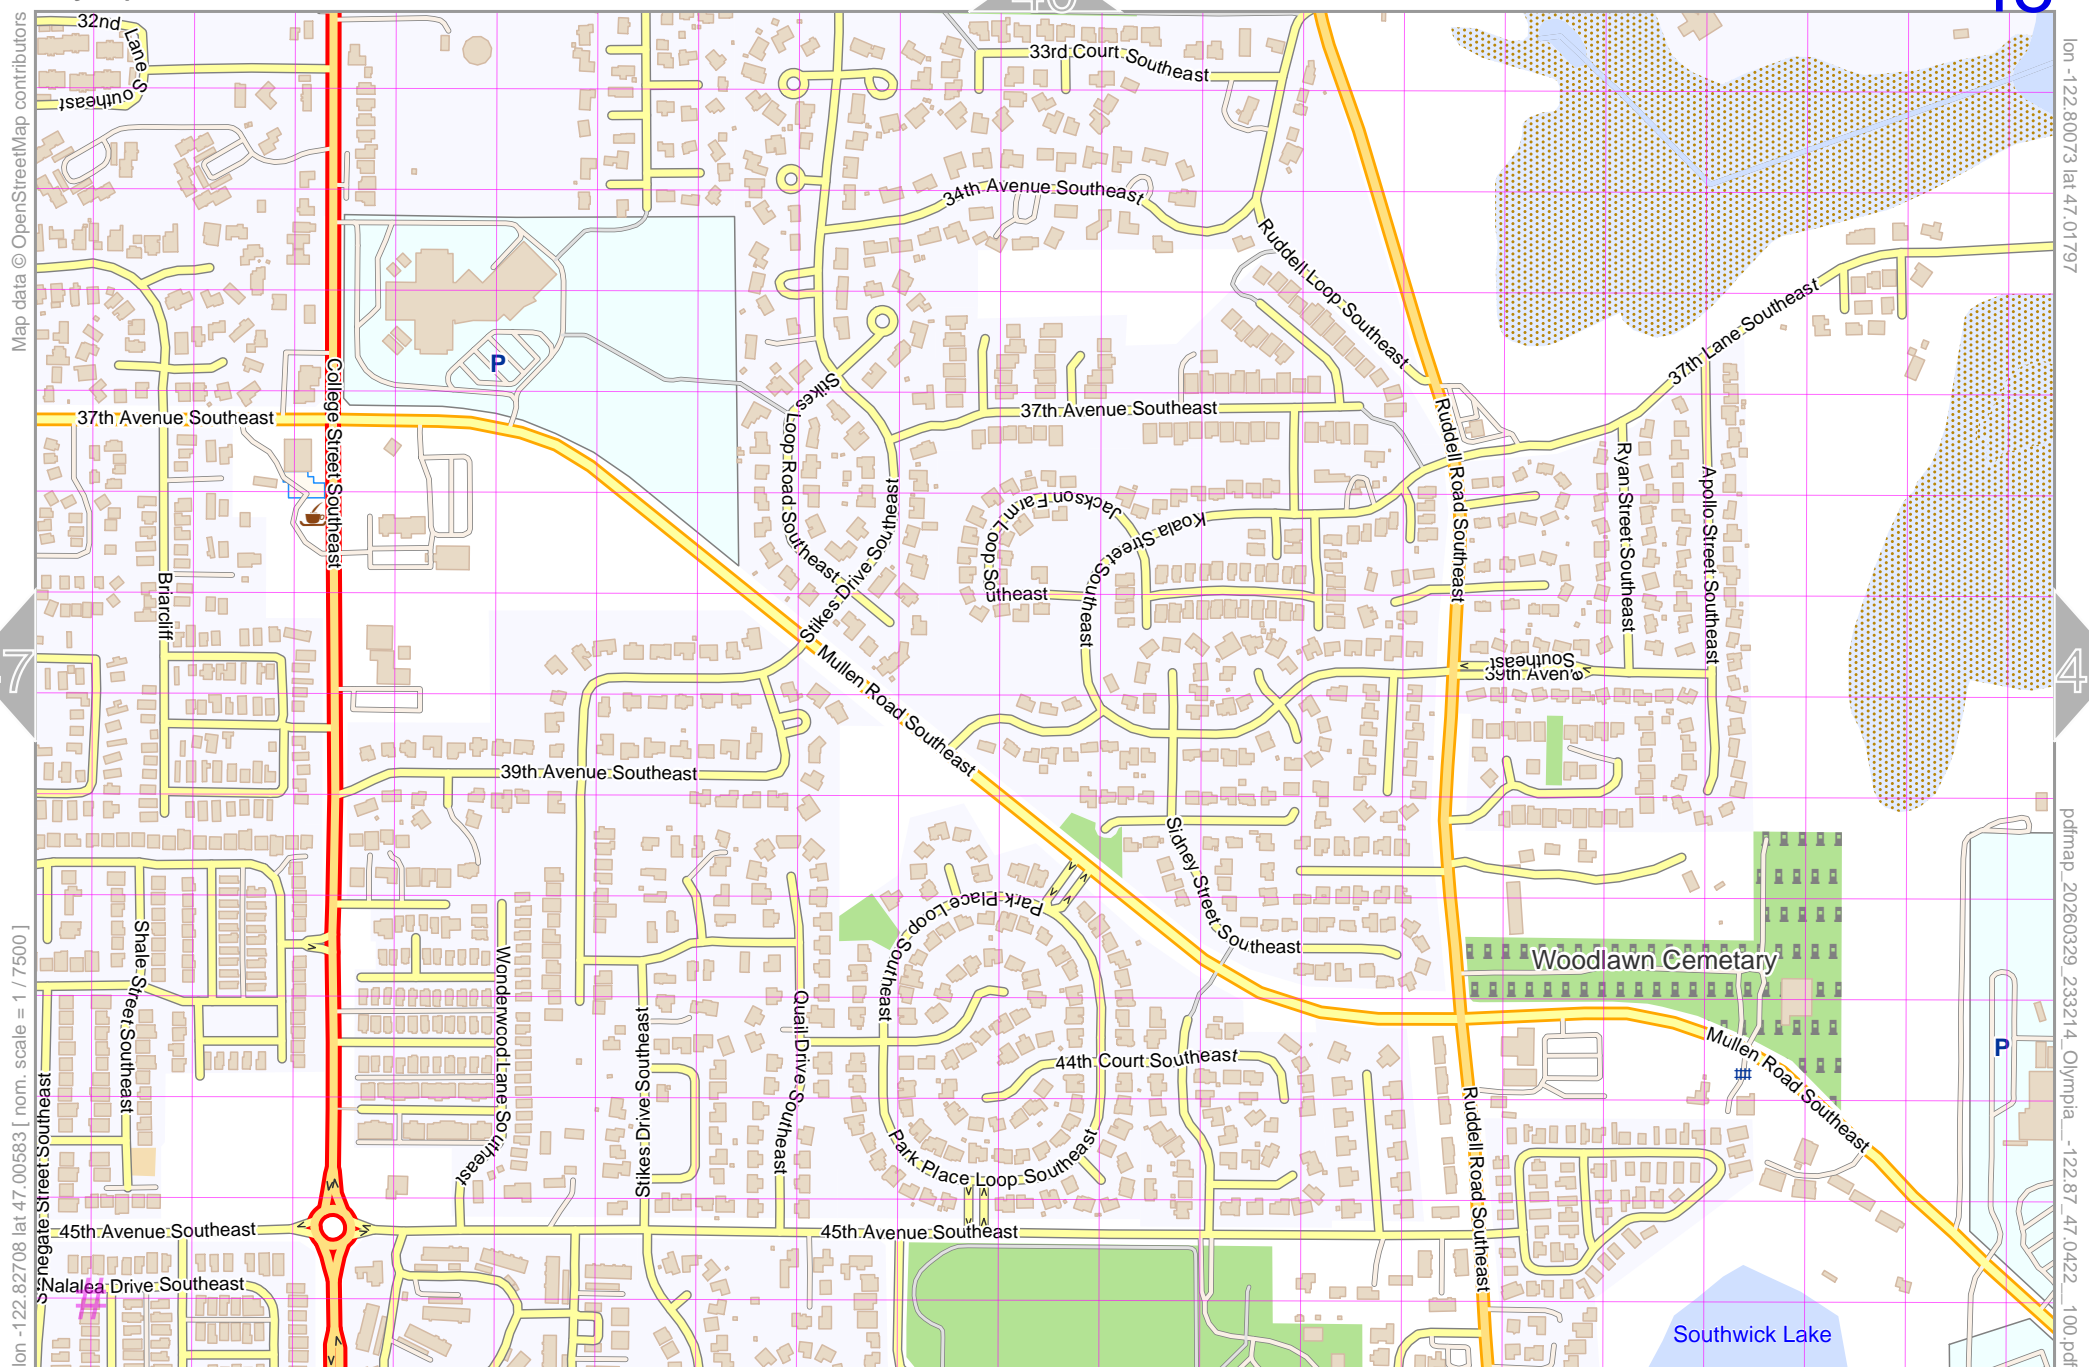 Map data © OpenStreetMap contributors
lon -122.80073 lat 47.01797
lon -122.82708 lat 47.00583 [ nom. scale = 1 / 7500 ]
pdfmap_20260329_233214_Olympia__-122.87_47.0422__100.pdf
32nd Lane Southeast
33rd Court Southeast
34th Avenue Southeast
Ruddell Loop Southeast
37th Lane Southeast
P
College Street Southeast
37th Avenue Southeast
Stikes Loop Road Southeast
37th Avenue Southeast
Ruddell Road Southeast
Ryan Street Southeast
Apollo Street Southeast
Jackson Farm Loop Southeast
Koala Street Southeast
Stikes Drive Southeast
Briarcliff
Mullen Road Southeast
39th Avenue Southeast
39th Avenue Southeast
Sidney Street Southeast
Park Place Loop Southeast
Shale Street Southeast
Wonderwood Lane Southeast
Quail Drive Southeast
Stikes Drive Southeast
Woodlawn Cemetary
44th Court Southeast
Mullen Road Southeast
P
Park Place Loop Southeast
Ruddell Road Southeast
45th Avenue Southeast
45th Avenue Southeast
Nalalea Drive Southeast
#
Southwick Lake